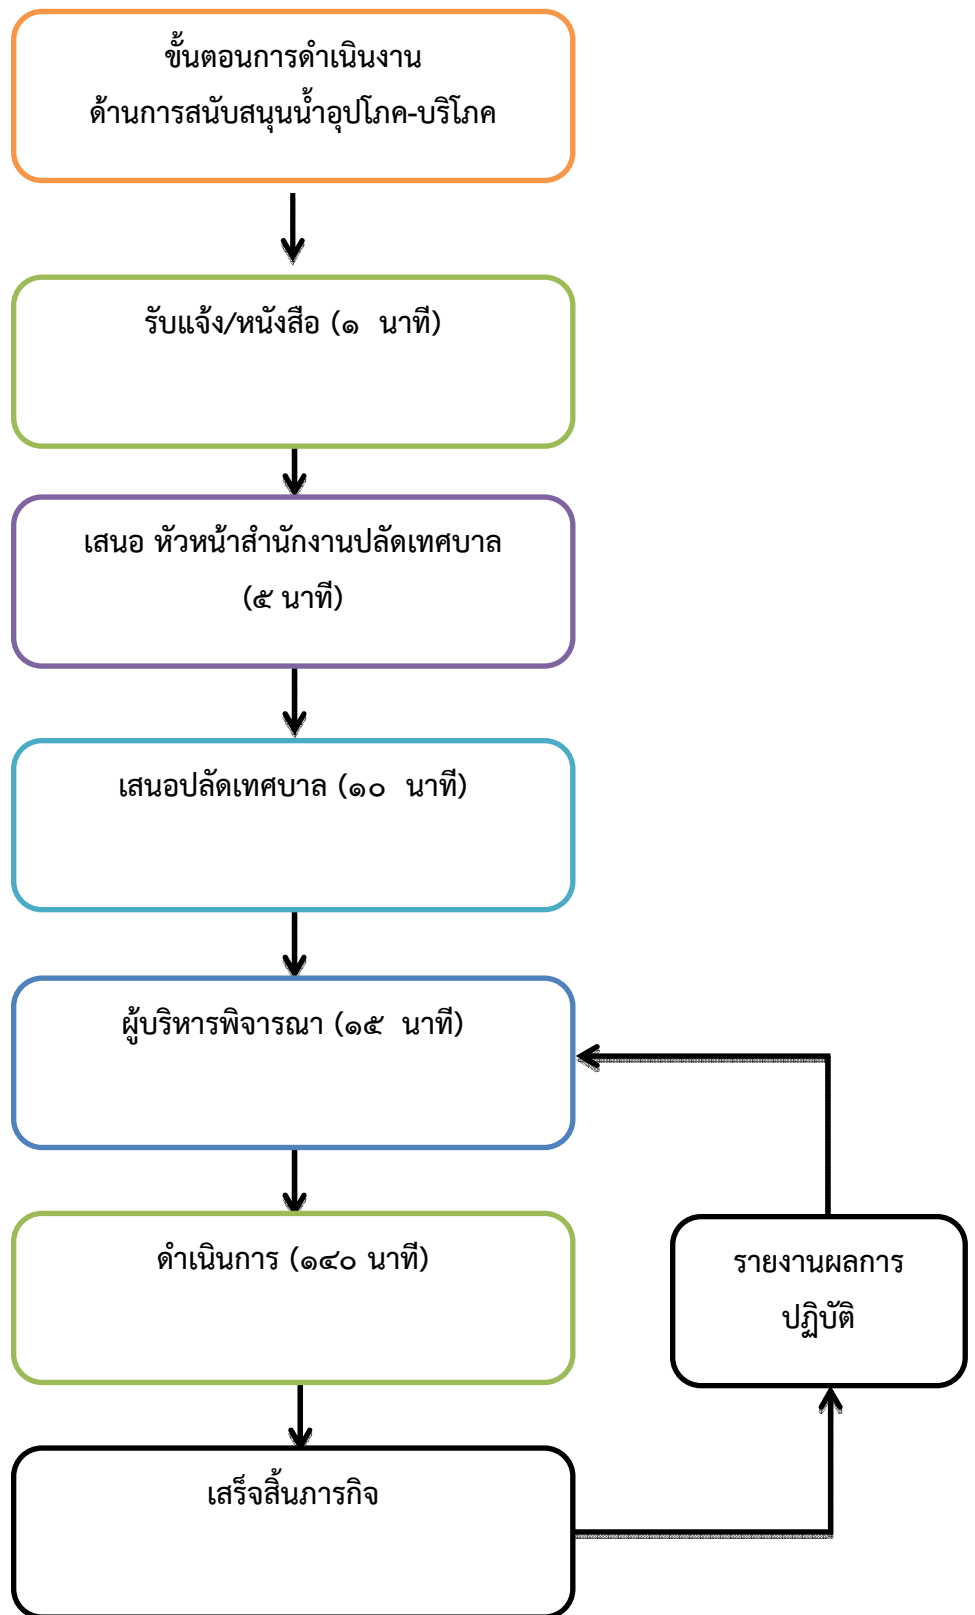 ขั้นตอนการดำเนินงาน
ด้านการสนับสนุนน้ำอุปโภค-บริโภค
รับแจ้ง/หนังสือ (๑ นาที)
เสนอ หัวหน้าสำนักงานปลัดเทศบาล
(๕ นาที)
เสนอปลัดเทศบาล (๑๐ นาที)
ผู้บริหารพิจารณา (๑๕ นาที)
ดำเนินการ (๑๔๐ นาที)
รายงานผลการ
ปฏิบัติ
เสร็จสิ้นภารกิจ